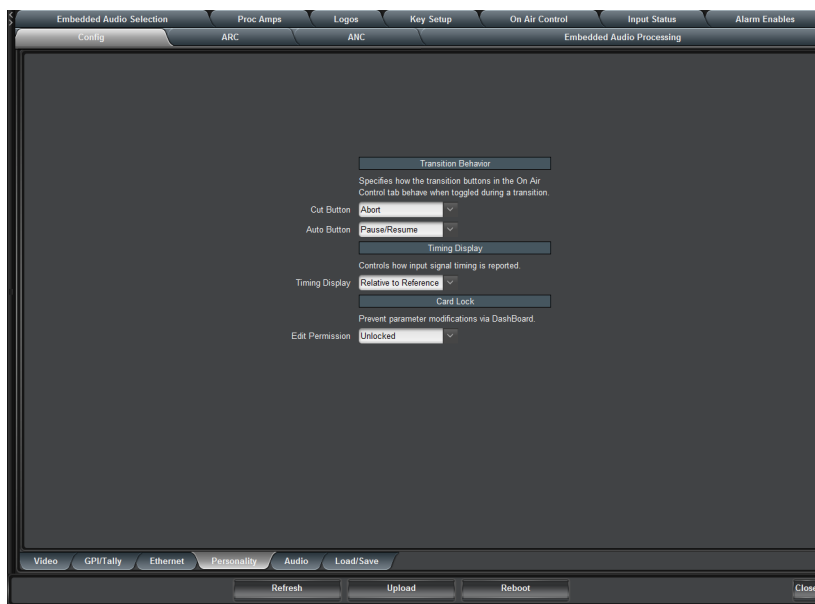 Embedded Audio Selection Proc Amps Logos Key Setup On Air Control Input Status Alarm Enables
Config ARC ANC Embedded Audio Processing
Transition Behavior
Specifies how the transition buttons in the On Air
Control tab behave when toggled during a transition.
Cut Button Abort
Auto Button Pause/Resume
Timing Display
Controls how input signal timing is reported.
Timing Display Relative to Reference
Card Lock
Prevent parameter modifications via DashBoard.
Edit Permission Unlocked
Video GPI/Tally Ethernet Personality Audio Load/Save
Refresh Upload Reboot Close